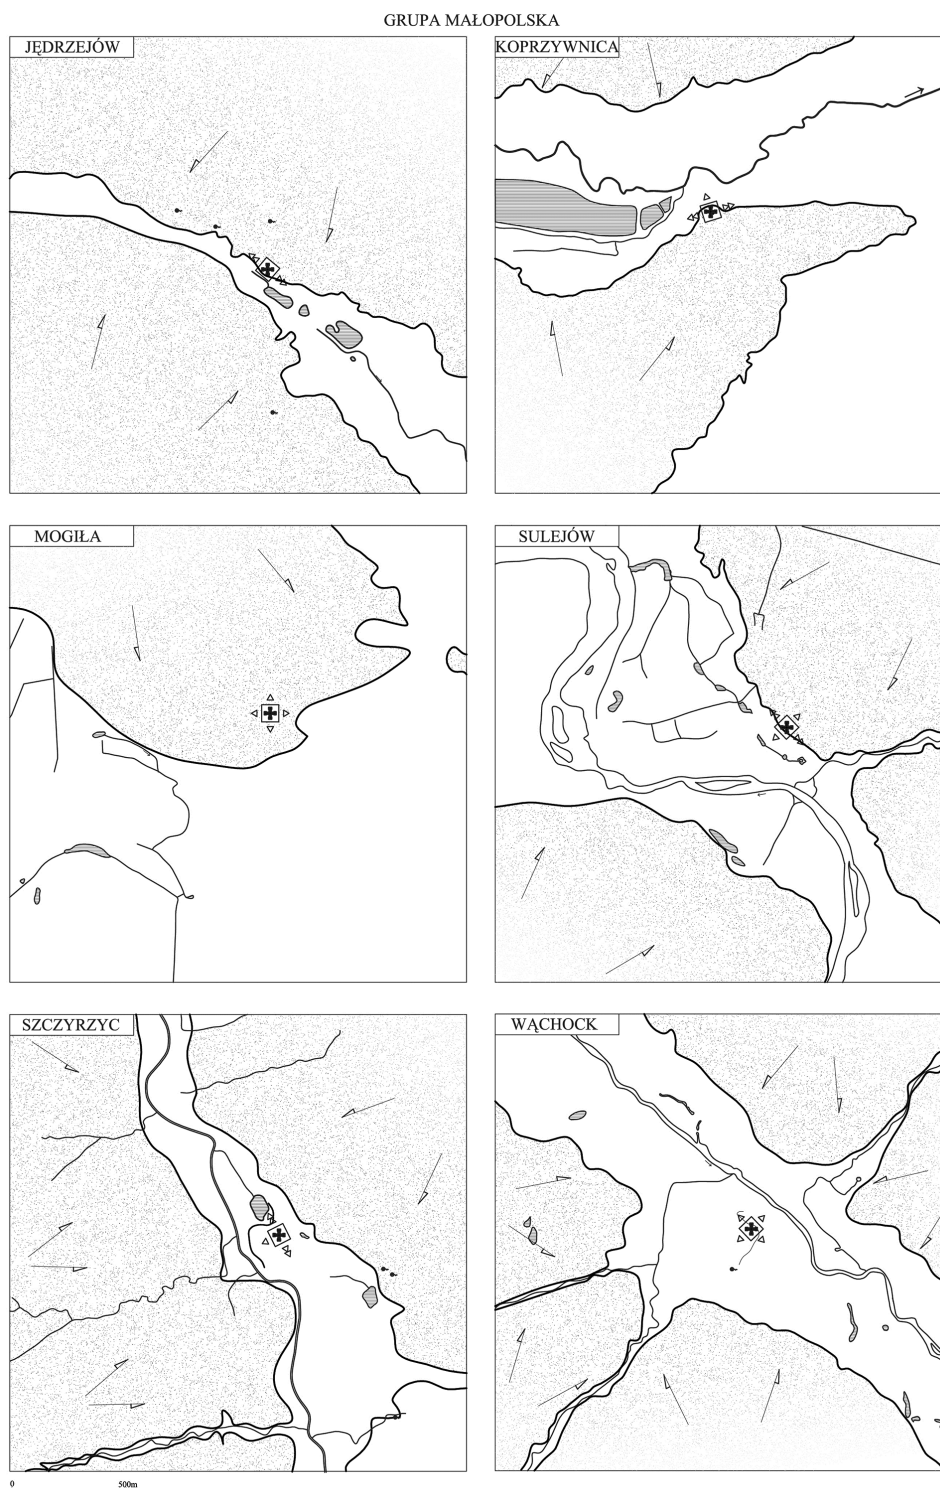 GRUPA MAŁOPOLSKA
JĘDRZEJÓW
KOPRZYWNICA
MOGIŁA
SULEJÓW
SZCZYRZYC
WĄCHOCK
0 500m